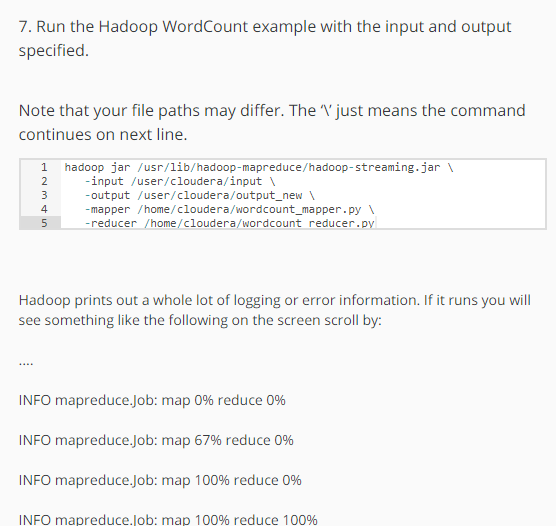 7. Run the Hadoop WordCount example with the input and output
specified.
Note that your file paths may differ. The '\' just means the command
continues on next line.
1 hadoop jar /usr/lib/hadoop-mapreduce/hadoop-streaming.jar \
2 -input /user/cloudera/input \
3 -output /user/cloudera/output_new \
4 -mapper /home/cloudera/wordcount_mapper.py \
5 -reducer /home/cloudera/wordcount_reducer.py
Hadoop prints out a whole lot of logging or error information. If it runs you will
see something like the following on the screen scroll by:
....
INFO mapreduce.Job: map 0% reduce 0%
INFO mapreduce.Job: map 67% reduce 0%
INFO mapreduce.Job: map 100% reduce 0%
INFO mapreduce.Job: map 100% reduce 100%